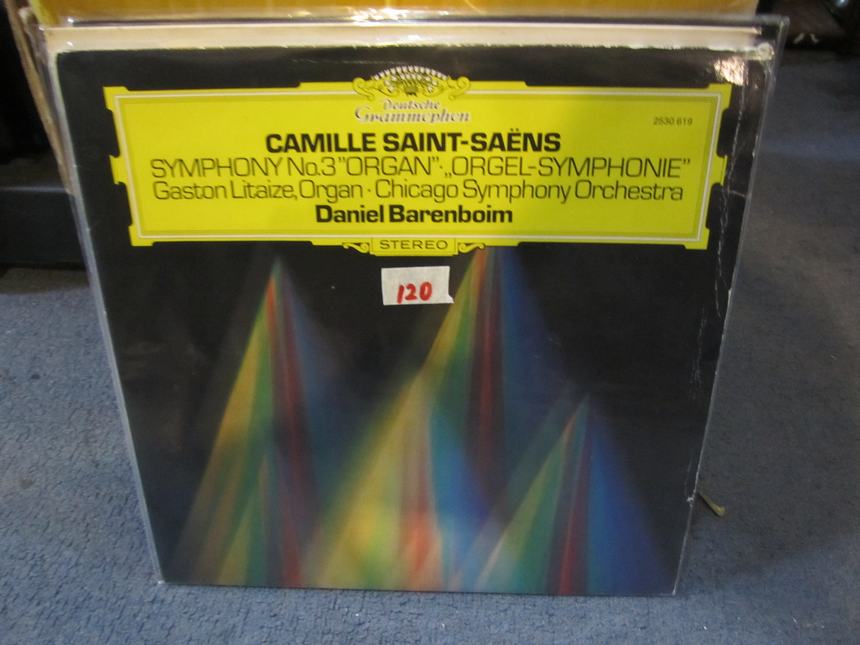 Deutsche
Grammophon
2530 619
CAMILLE SAINT-SAËNS
SYMPHONY No.3"ORGAN"·„ORGEL-SYMPHONIE"
Gaston Litaize, Organ · Chicago Symphony Orchestra
Daniel Barenboim
STEREO
120